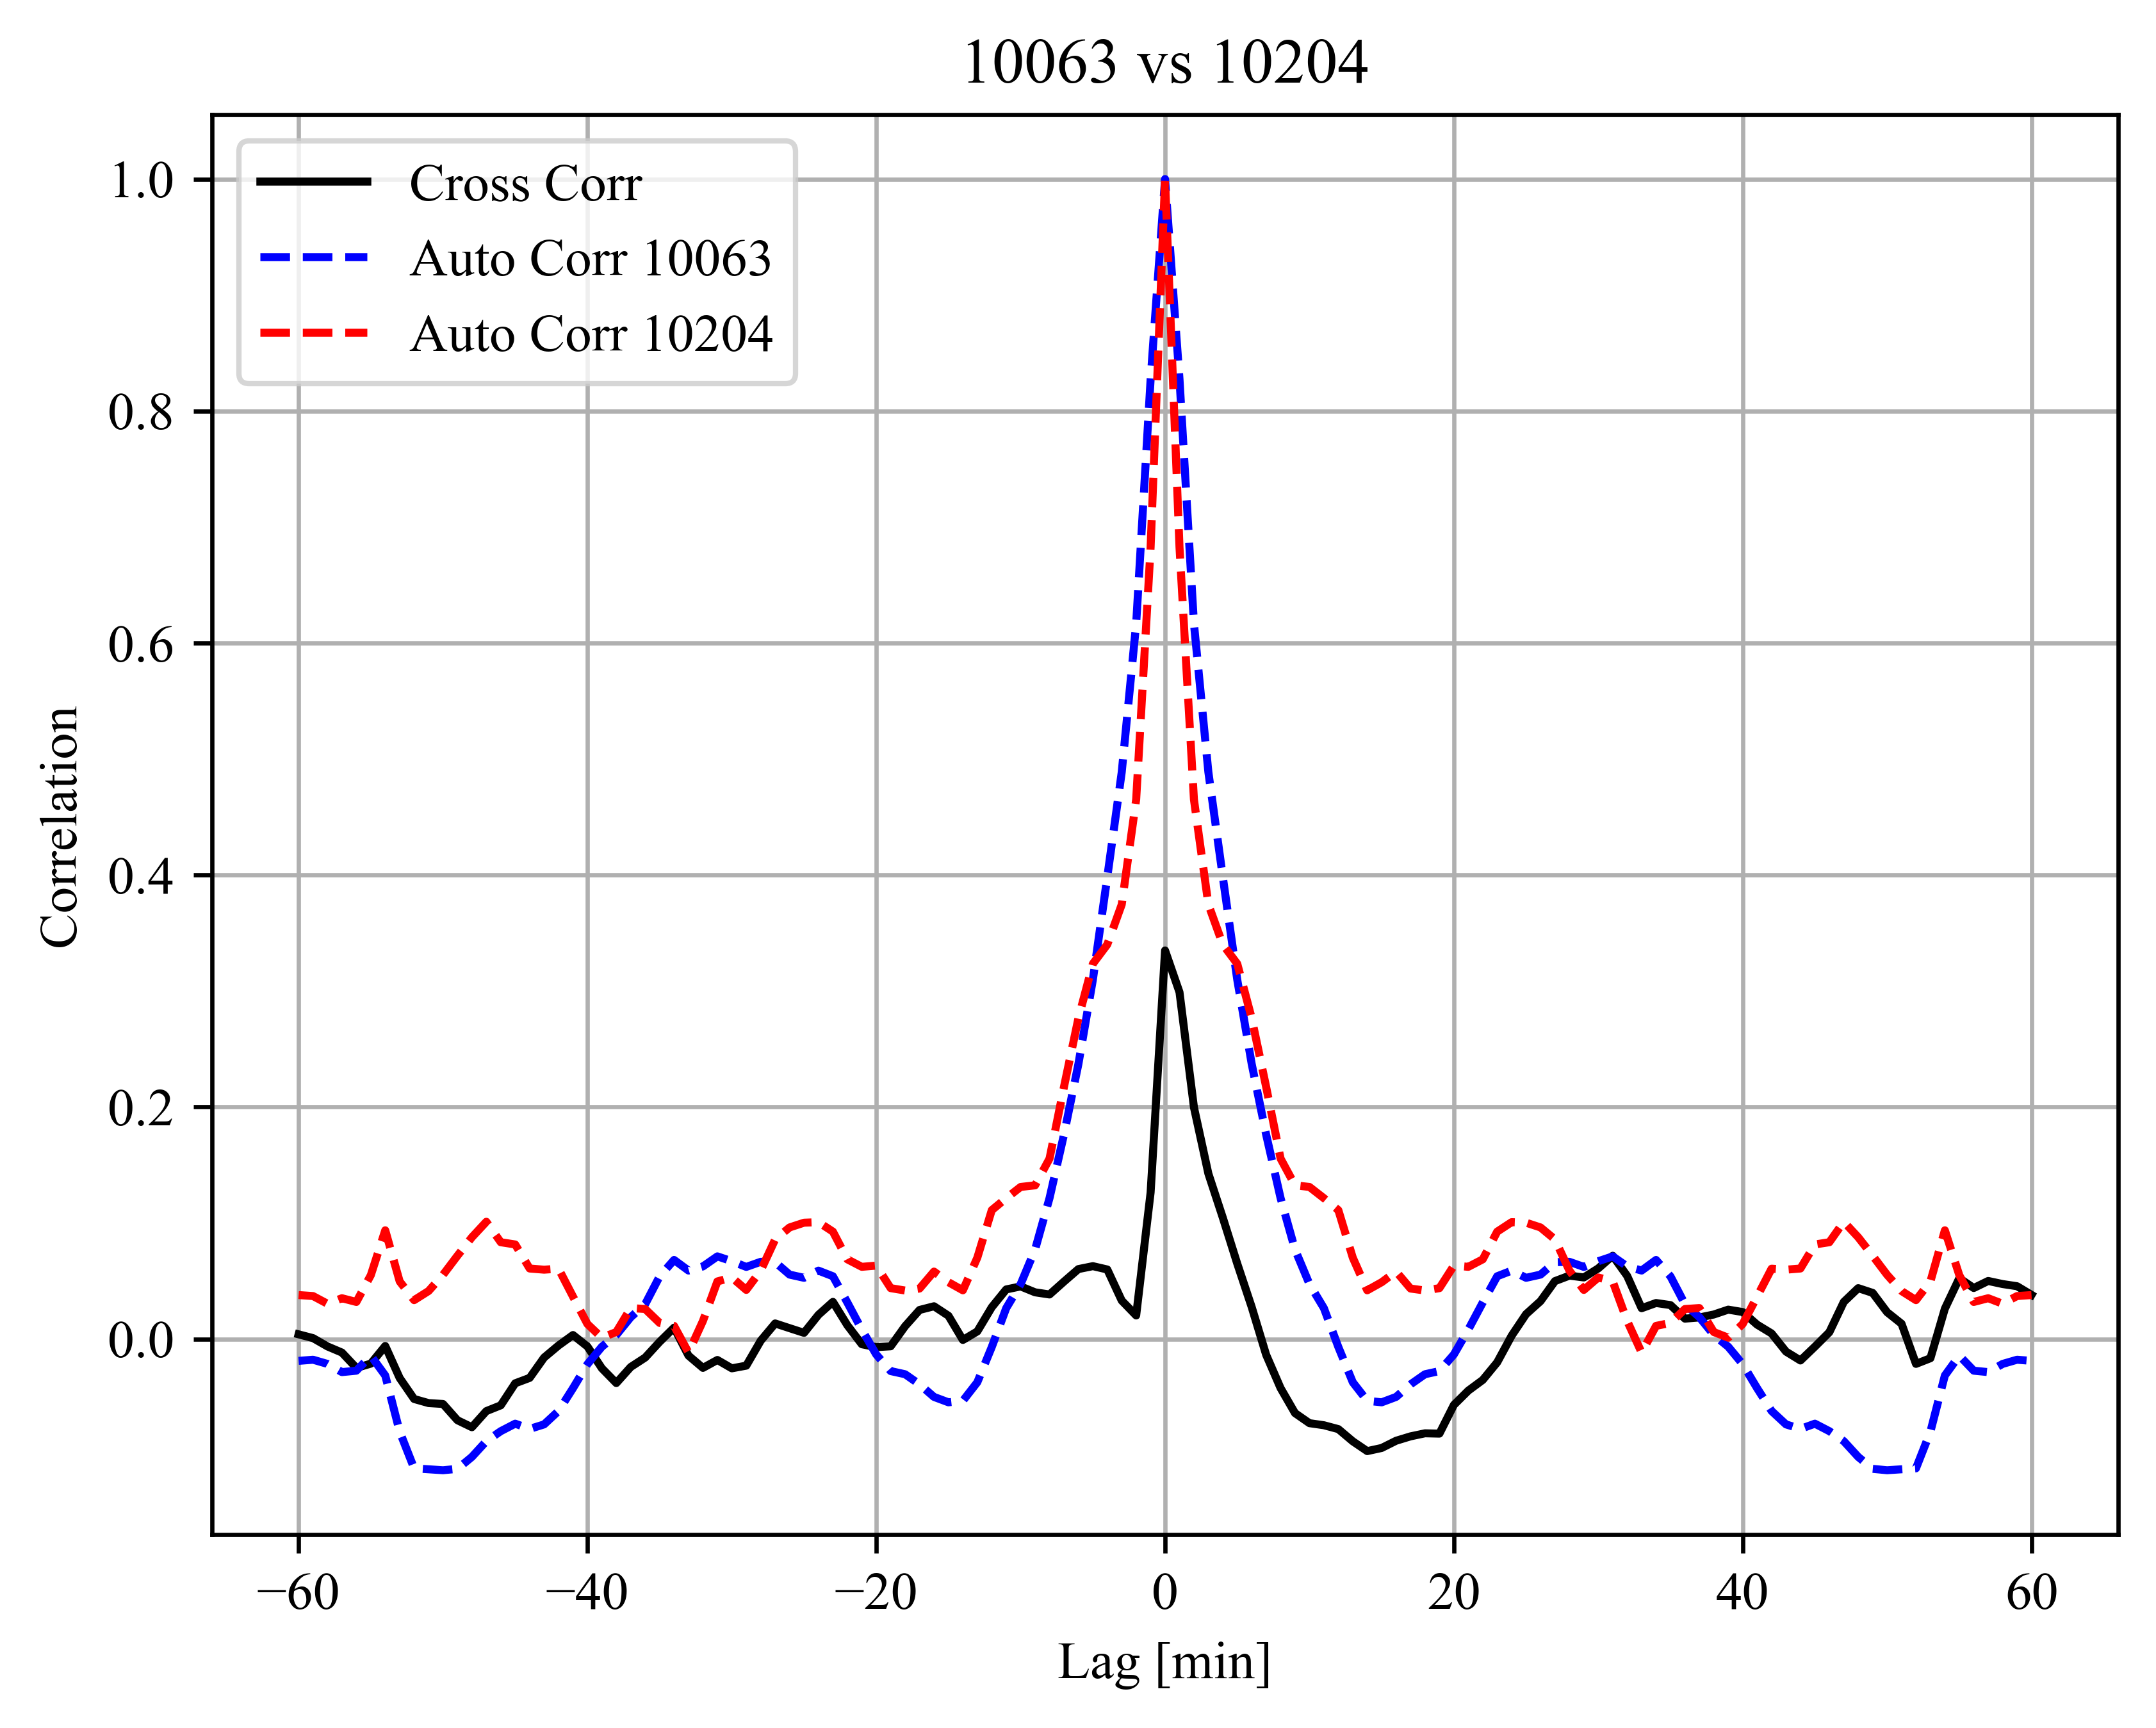 10063 vs 10204
Cross Corr
Auto Corr 10063
Auto Corr 10204
1.0
0.8
0.6
0.4
0.2
0.0
Correlation
−60
−40
−20
0
20
40
60
Lag [min]